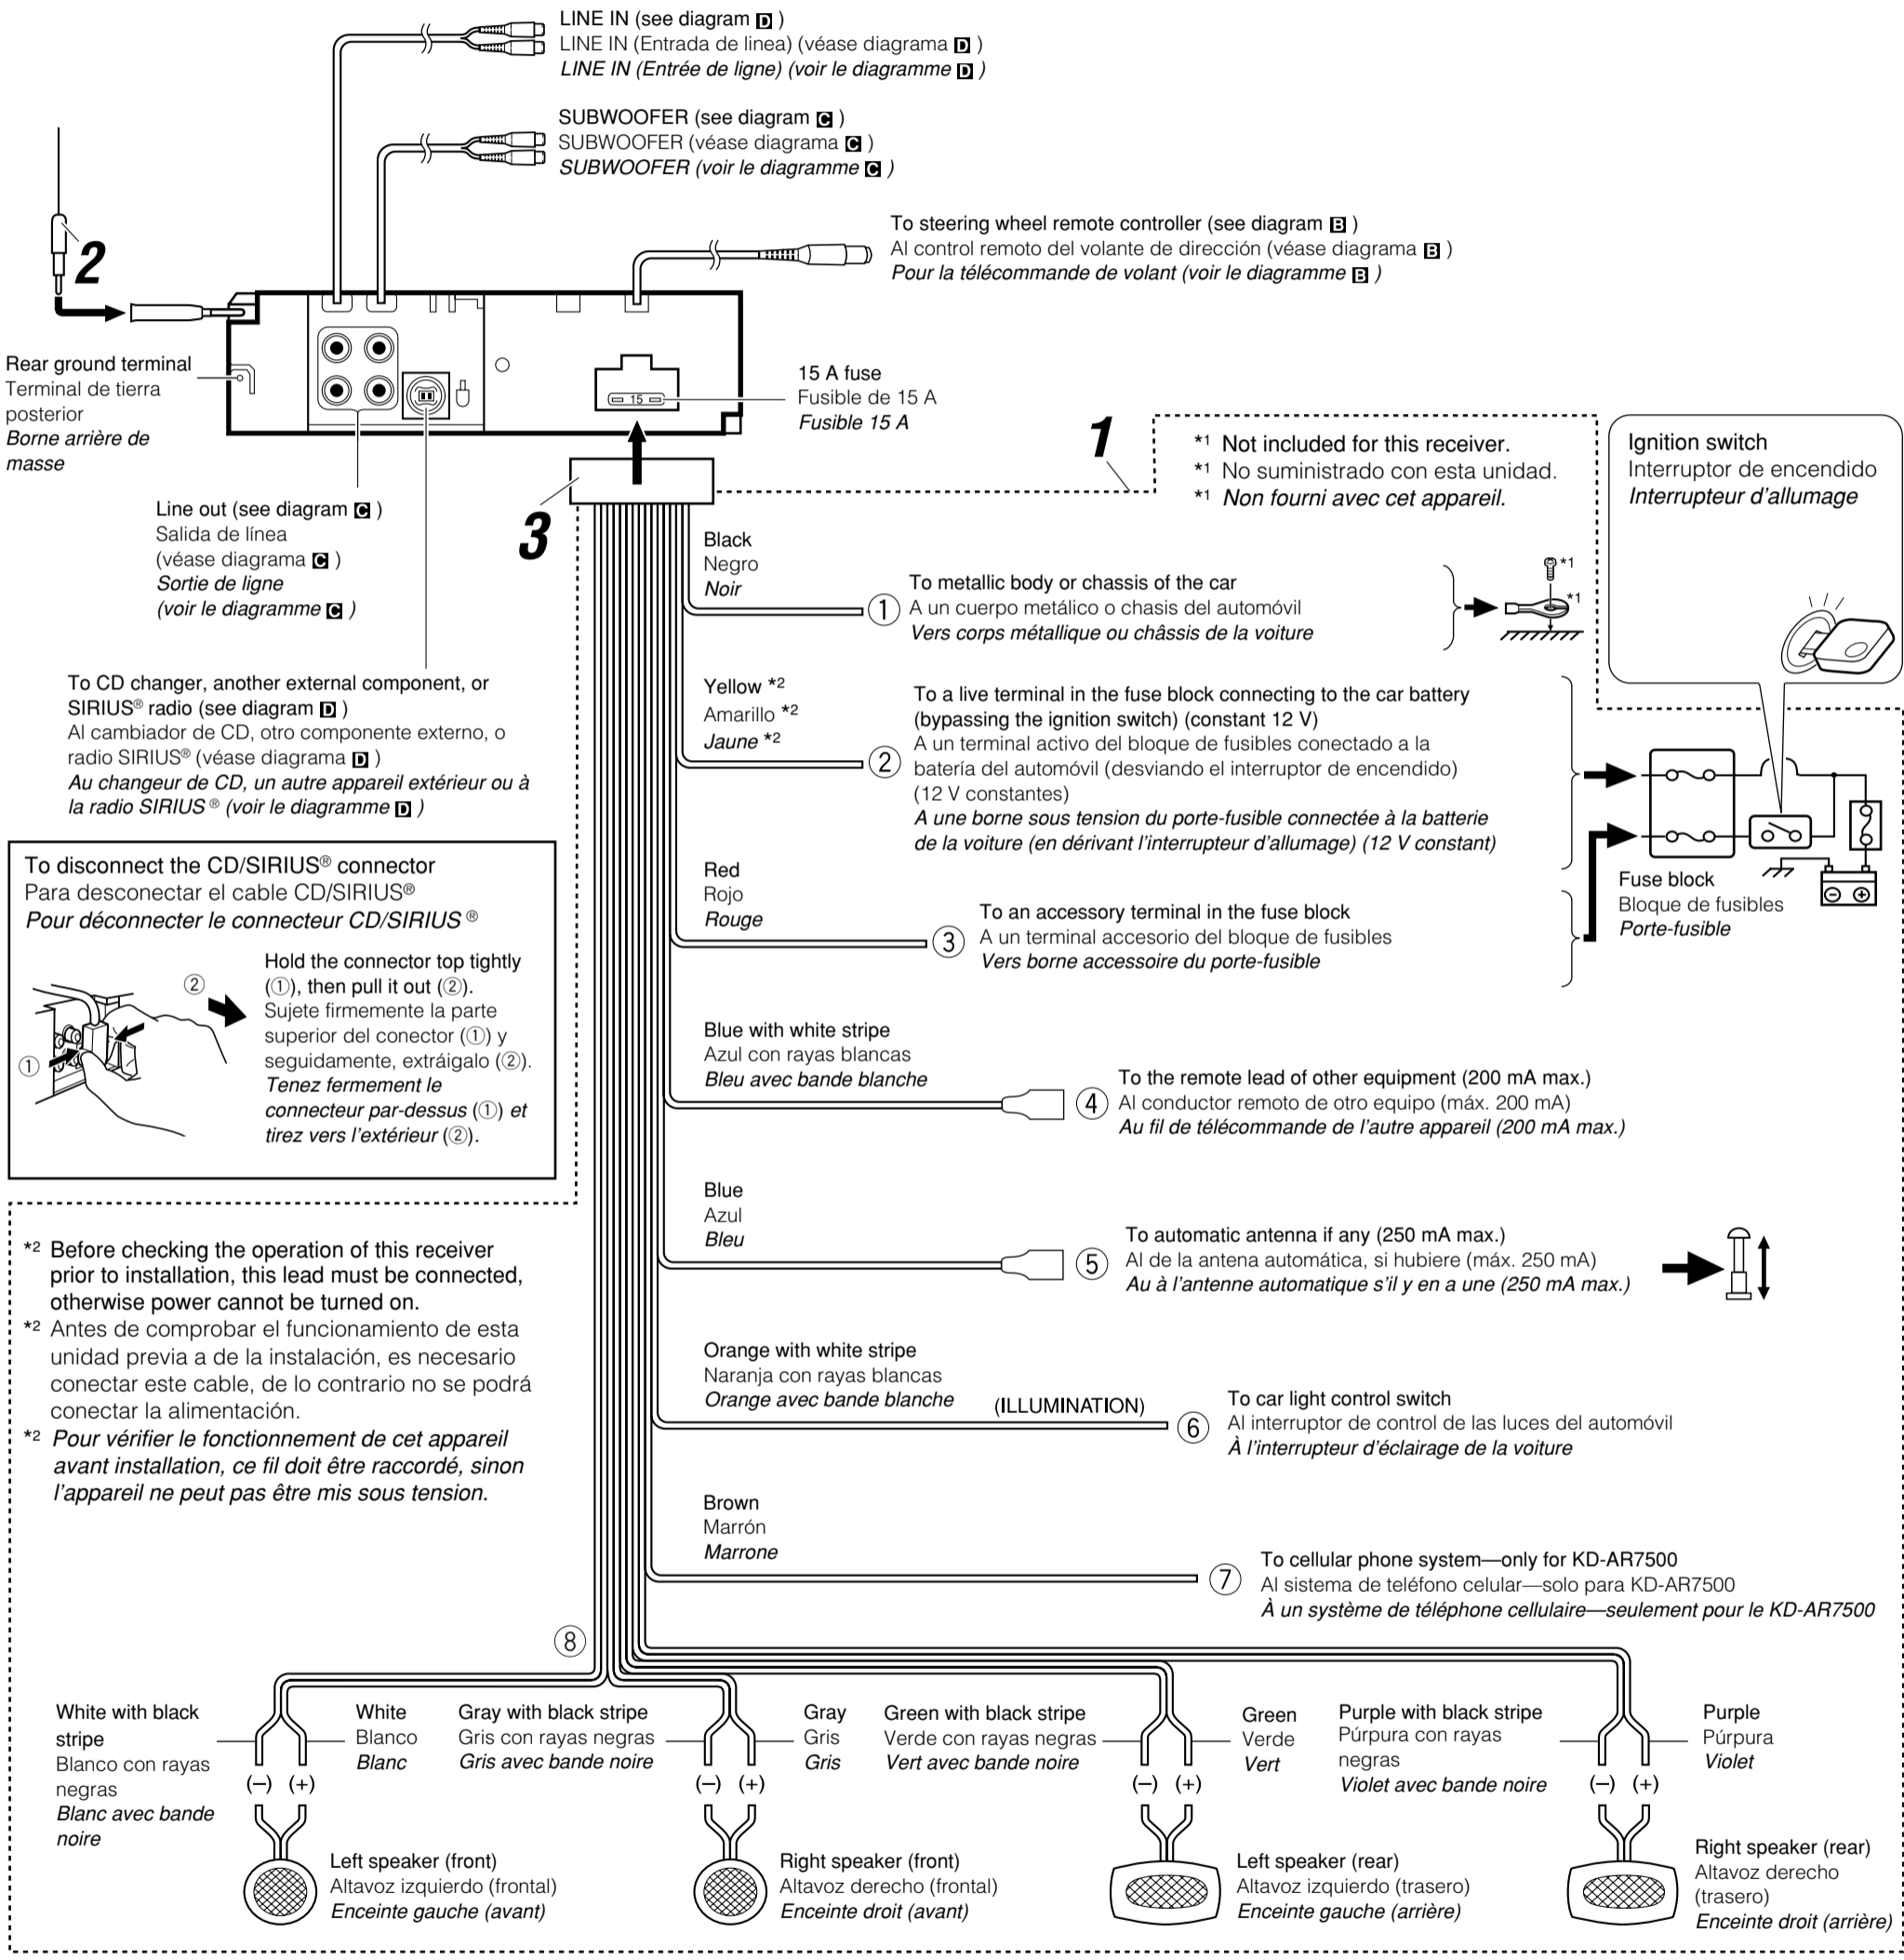 LINE IN (see diagram D )
LINE IN (Entrada de linea) (véase diagrama D )
LINE IN (Entrée de ligne) (voir le diagramme D )
SUBWOOFER (see diagram C )
SUBWOOFER (véase diagrama C )
SUBWOOFER (voir le diagramme C )
To steering wheel remote controller (see diagram B )
Al control remoto del volante de dirección (véase diagrama B )
Pour la télécommande de volant (voir le diagramme B )
2
Rear ground terminal
Terminal de tierra
posterior
Borne arrière de
masse
15
15 A fuse
Fusible de 15 A
Fusible 15 A
1
*1 Not included for this receiver.
*1 No suministrado con esta unidad.
*1 Non fourni avec cet appareil.
Ignition switch
Interruptor de encendido
Interrupteur d'allumage
Line out (see diagram C )
Salida de línea
(véase diagrama C )
Sortie de ligne
(voir le diagramme C )
3
Black
Negro
Noir
① To metallic body or chassis of the car
A un cuerpo metálico o chasis del automóvil
Vers corps métallique ou châssis de la voiture
*1
*1
To CD changer, another external component, or
SIRIUS® radio (see diagram D )
Al cambiador de CD, otro componente externo, o
radio SIRIUS® (véase diagrama D )
Au changeur de CD, un autre appareil extérieur ou à
la radio SIRIUS ® (voir le diagramme D )
Yellow *2
Amarillo *2
Jaune *2
② To a live terminal in the fuse block connecting to the car battery
(bypassing the ignition switch) (constant 12 V)
A un terminal activo del bloque de fusibles conectado a la
batería del automóvil (desviando el interruptor de encendido)
(12 V constantes)
A une borne sous tension du porte-fusible connectée à la batterie
de la voiture (en dérivant l'interrupteur d'allumage) (12 V constant)
Fuse block
Bloque de fusibles
Porte-fusible
Red
Rojo
Rouge
③ To an accessory terminal in the fuse block
A un terminal accesorio del bloque de fusibles
Vers borne accessoire du porte-fusible
To disconnect the CD/SIRIUS® connector
Para desconectar el cable CD/SIRIUS®
Pour déconnecter le connecteur CD/SIRIUS ®
②
①
Hold the connector top tightly
(①), then pull it out (②).
Sujete firmemente la parte
superior del conector (①) y
seguidamente, extráigalo (②).
Tenez fermement le
connecteur par-dessus (①) et
tirez vers l'extérieur (②).
Blue with white stripe
Azul con rayas blancas
Bleu avec bande blanche
④ To the remote lead of other equipment (200 mA max.)
Al conductor remoto de otro equipo (máx. 200 mA)
Au fil de télécommande de l'autre appareil (200 mA max.)
Blue
Azul
Bleu
⑤ To automatic antenna if any (250 mA max.)
Al de la antena automática, si hubiere (máx. 250 mA)
Au à l'antenne automatique s'il y en a une (250 mA max.)
*2 Before checking the operation of this receiver
prior to installation, this lead must be connected,
otherwise power cannot be turned on.
*2 Antes de comprobar el funcionamiento de esta
unidad previa a de la instalación, es necesario
conectar este cable, de lo contrario no se podrá
conectar la alimentación.
*2 Pour vérifier le fonctionnement de cet appareil
avant installation, ce fil doit être raccordé, sinon
l'appareil ne peut pas être mis sous tension.
Orange with white stripe
Naranja con rayas blancas
Orange avec bande blanche
(ILLUMINATION)
⑥ To car light control switch
Al interruptor de control de las luces del automóvil
À l'interrupteur d'éclairage de la voiture
Brown
Marrón
Marrone
⑦ To cellular phone system—only for KD-AR7500
Al sistema de teléfono celular—solo para KD-AR7500
À un système de téléphone cellulaire—seulement pour le KD-AR7500
⑧
White with black
stripe
Blanco con rayas
negras
Blanc avec bande
noire
White
Blanco
Blanc
(–) (+)
Left speaker (front)
Altavoz izquierdo (frontal)
Enceinte gauche (avant)
Gray with black stripe
Gris con rayas negras
Gris avec bande noire
Gray
Gris
Gris
(–) (+)
Right speaker (front)
Altavoz derecho (frontal)
Enceinte droit (avant)
Green with black stripe
Verde con rayas negras
Vert avec bande noire
Green
Verde
Vert
(–) (+)
Left speaker (rear)
Altavoz izquierdo (trasero)
Enceinte gauche (arrière)
Purple with black stripe
Púrpura con rayas
negras
Violet avec bande noire
Purple
Púrpura
Violet
(–) (+)
Right speaker (rear)
Altavoz derecho
(trasero)
Enceinte droit (arrière)